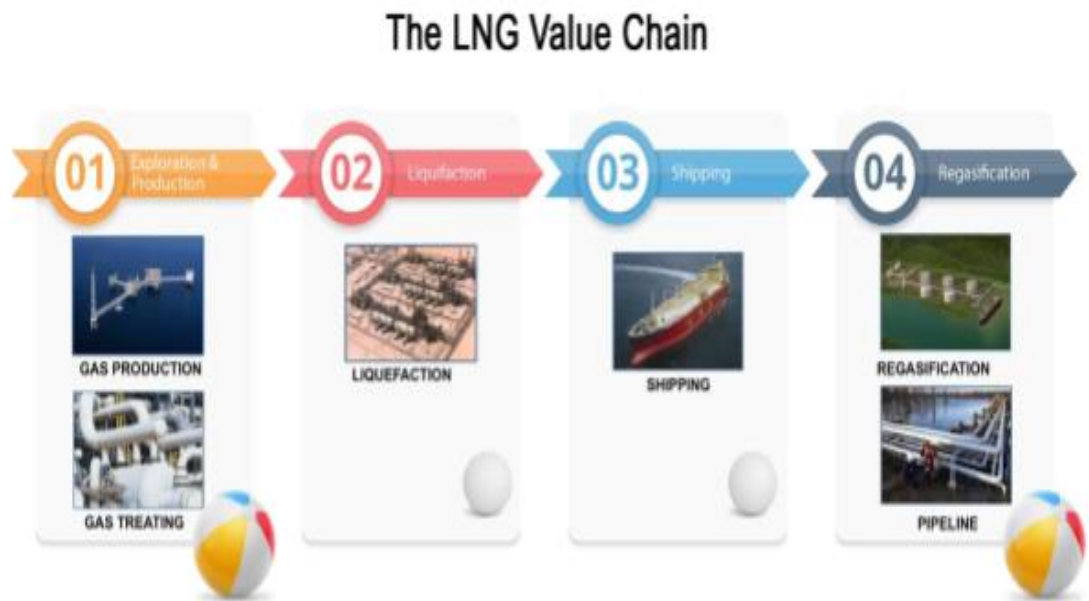 The LNG Value Chain
01
Exploration &
Production
02
Liquifaction
03
Shipping
04
Regasification
GAS PRODUCTION
GAS TREATING
LIQUEFACTION
SHIPPING
REGASIFICATION
PIPELINE